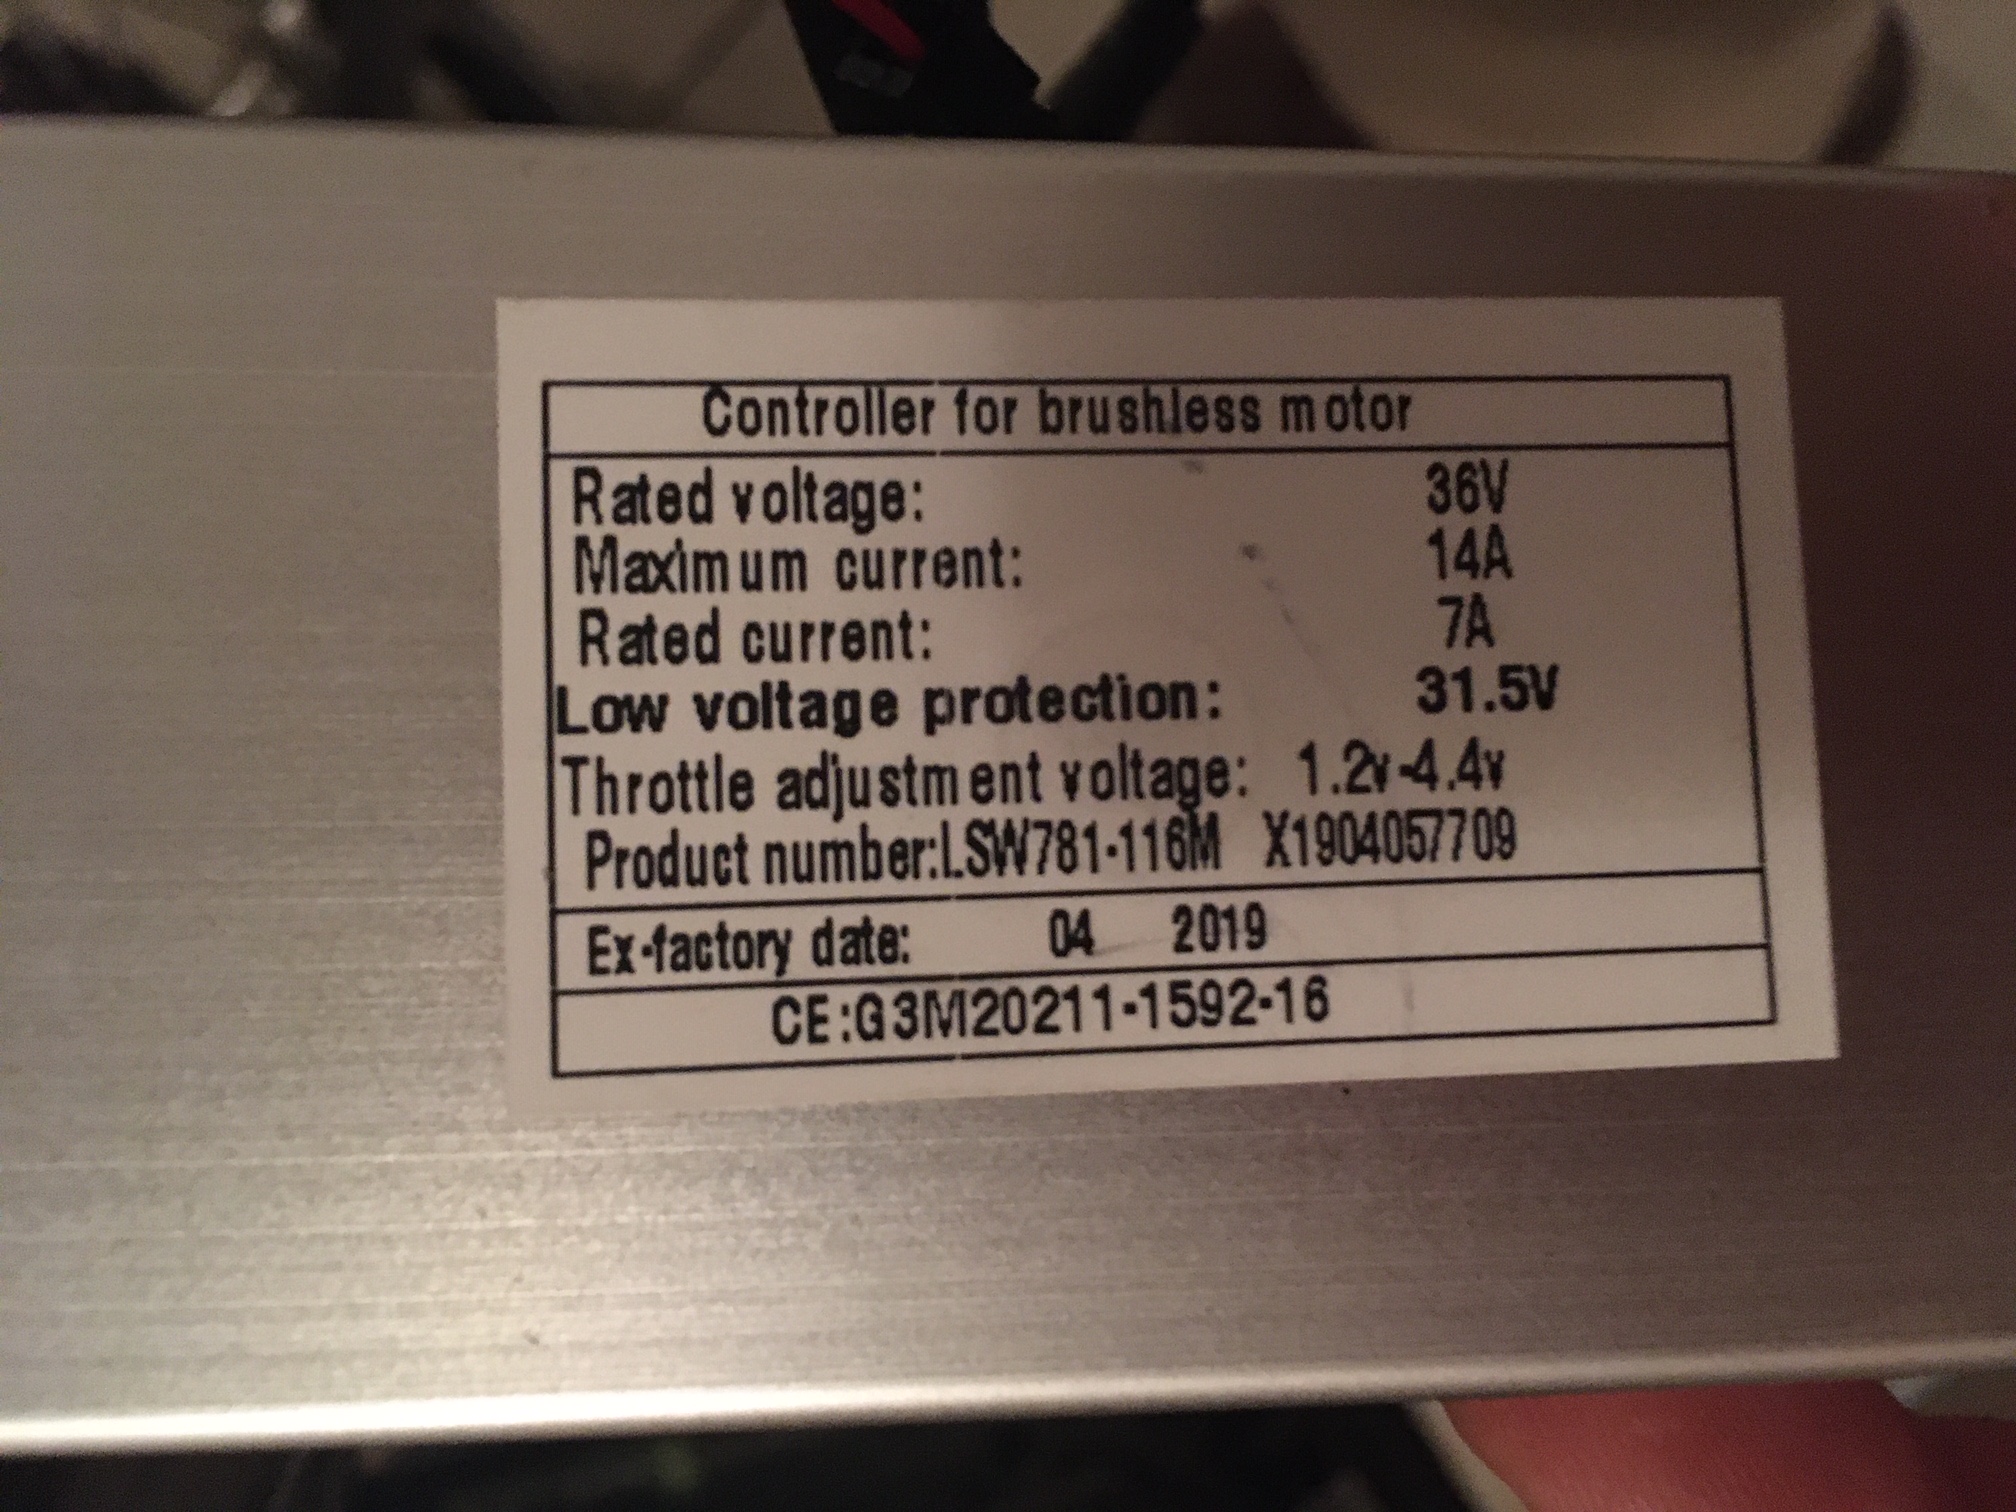 Controller for brushless motor
Rated voltage: 36V
Maximum current: 14A
Rated current: 7A
Low voltage protection: 31.5V
Throttle adjustment voltage: 1.2v-4.4v
Product number:LSW781-116M X1904057709
Ex-factory date: 04 2019
CE:G3M20211-1592-16